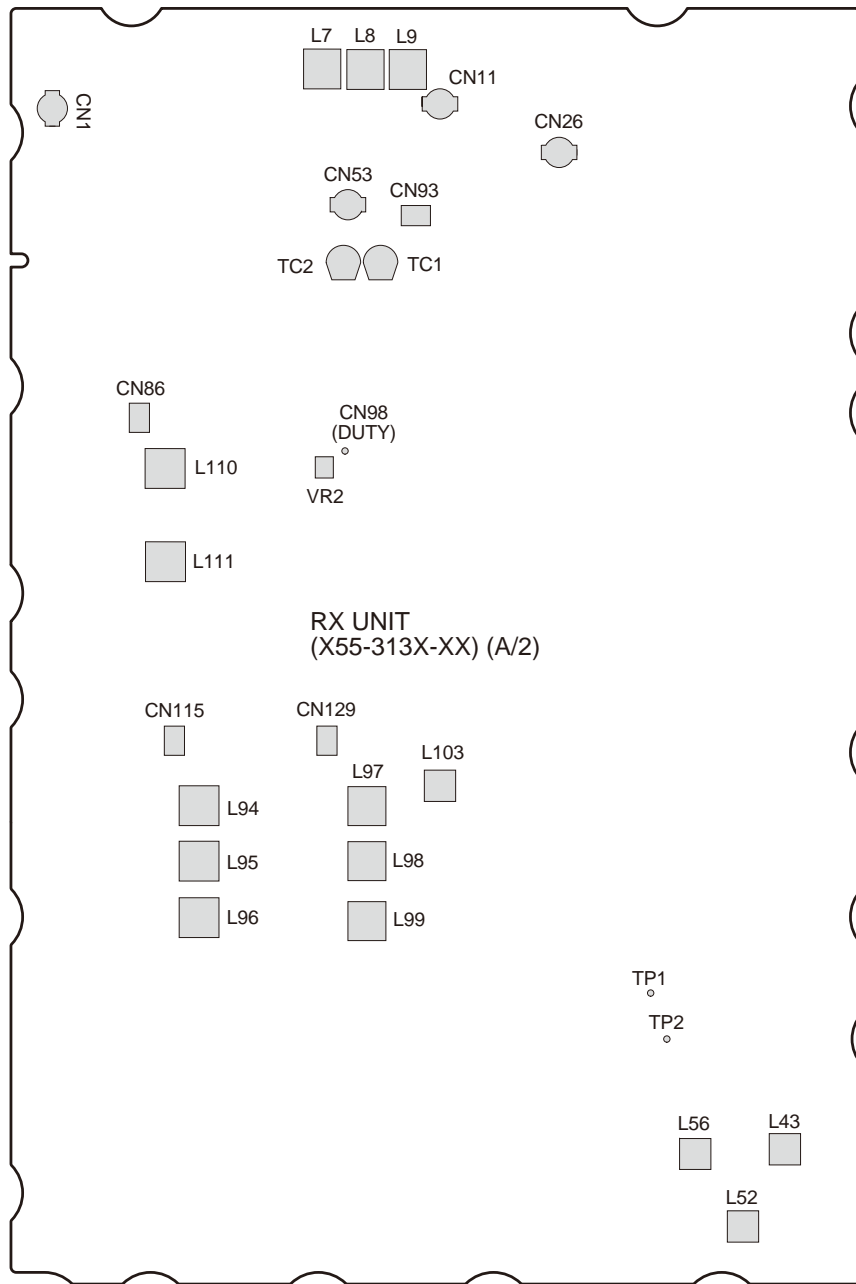 L7
L8
L9
CN11
CN1
CN26
CN53
CN93
TC2
TC1
CN86
CN98
(DUTY)
L110
VR2
L111
RX UNIT
(X55-313X-XX) (A/2)
CN115
CN129
L103
L97
L94
L95
L98
L96
L99
TP1
TP2
L56
L43
L52